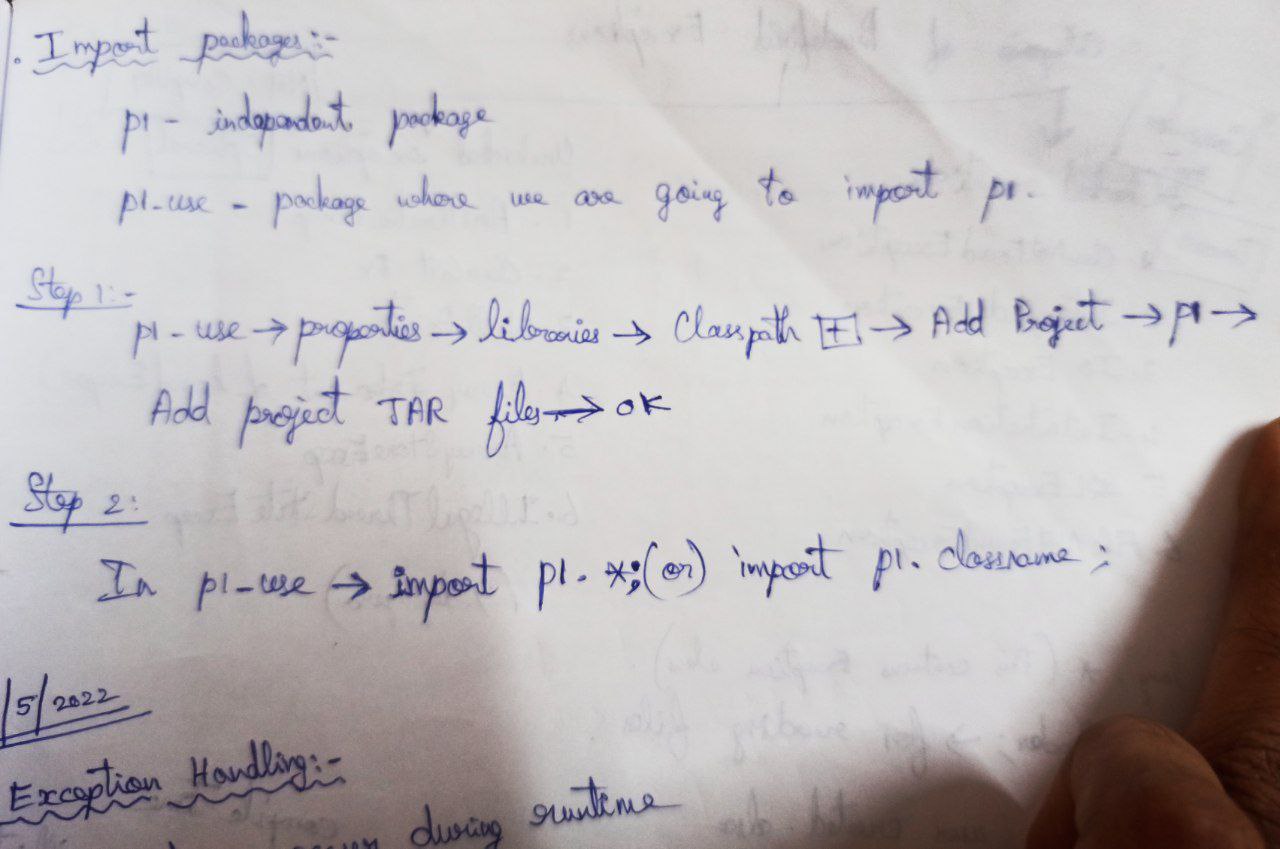 . Import packages:-
p1 - independent package
p1-use - package where we are going to import p1.
Step 1:-
p1-use → properties → libraries → Classpath [+] → Add Project → p1 →
Add project JAR files → OK
Step 2:
In p1-use → import p1.*; (or) import p1.classname;
/5/2022
Exception Handling:-
during runtime